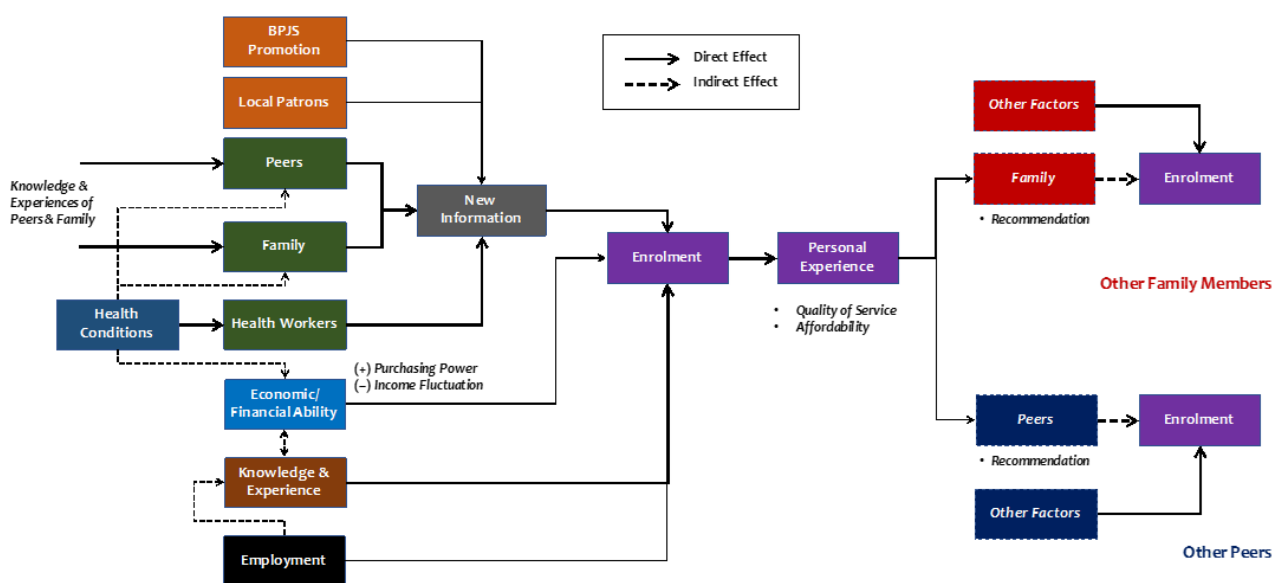 BPJS
Promotion
Local Patrons
Peers
Knowledge &
Experiences of
Peers & Family
Family
Health
Conditions
Health Workers
Economic/
Financial Ability
(+) Purchasing Power
(−) Income Fluctuation
Knowledge &
Experience
Employment
New
Information
Direct Effect
Indirect Effect
Enrolment
Personal
Experience
• Quality of Service
• Affordability
Other Factors
Family
• Recommendation
Enrolment
Other Family Members
Peers
• Recommendation
Enrolment
Other Factors
Other Peers